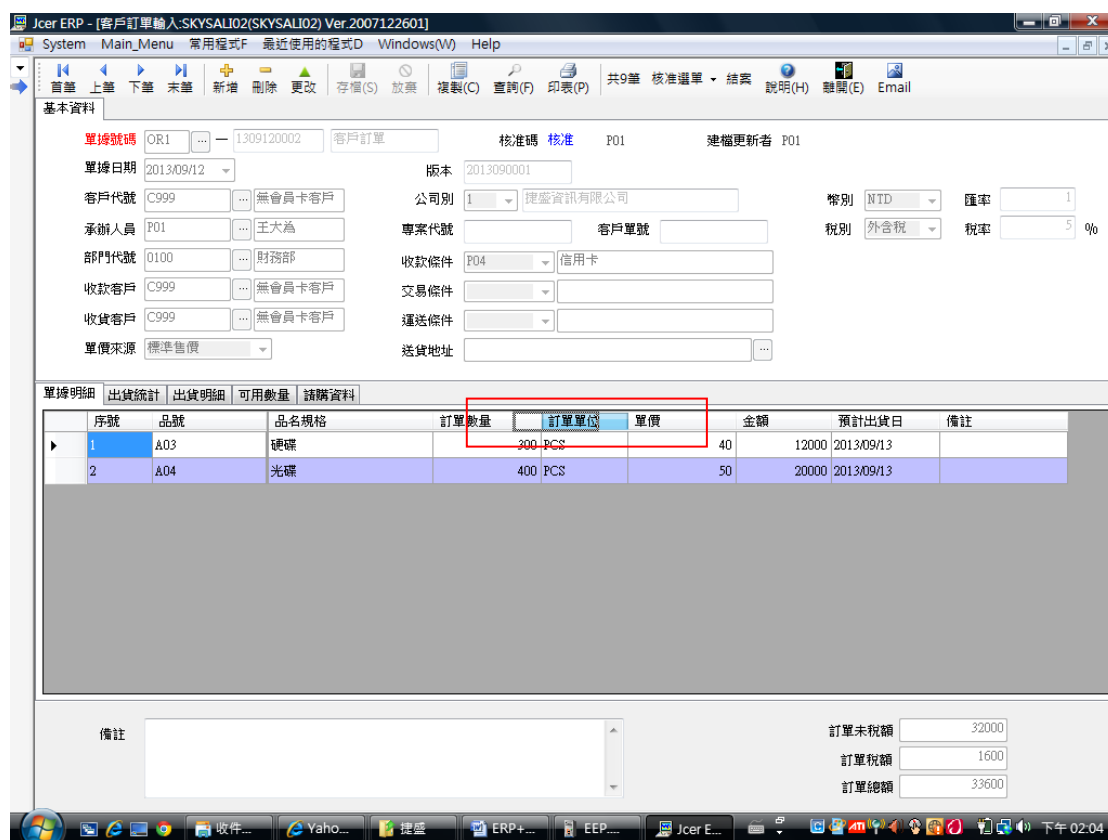 Jcer ERP - [客戶訂單輸入:SKYSALI02(SKYSALI02) Ver.2007122601]
System Main_Menu 常用程式F 最近使用的程式D Windows(W) Help
首筆 上筆 下筆 末筆 新增 刪除 更改 存檔(S) 放棄 複製(C) 查詢(F) 印表(P) 共9筆 核准選單 結案 說明(H) 離開(E) Email
基本資料
單據號碼 OR1 ... — 1309120002 客戶訂單 核准碼 核准 P01 建檔更新者 P01
單據日期 2013/09/12 版本 2013090001
客戶代號 C999 ... 無會員卡客戶 公司別 1 捷盛資訊有限公司 幣別 NTD 匯率 1
承辦人員 P01 ... 王大為 專案代號 客戶單號 稅別 外含稅 稅率 5 %
部門代號 0100 ... 財務部 收款條件 P04 信用卡
收款客戶 C999 ... 無會員卡客戶 交易條件
收貨客戶 C999 ... 無會員卡客戶 運送條件
單價來源 標準售價 送貨地址 ...
單據明細 出貨統計 出貨明細 可用數量 請購資料
序號 品號 品名規格 訂單數量 訂單單位 單價 金額 預計出貨日 備註
1 A03 硬碟 300 PCS 40 12000 2013/09/13
2 A04 光碟 400 PCS 50 20000 2013/09/13
備註 訂單未稅額 32000
訂單稅額 1600
訂單總額 33600
收件... Yaho... 捷盛 ERP+... EEP.... Jcer E... 下午 02:04